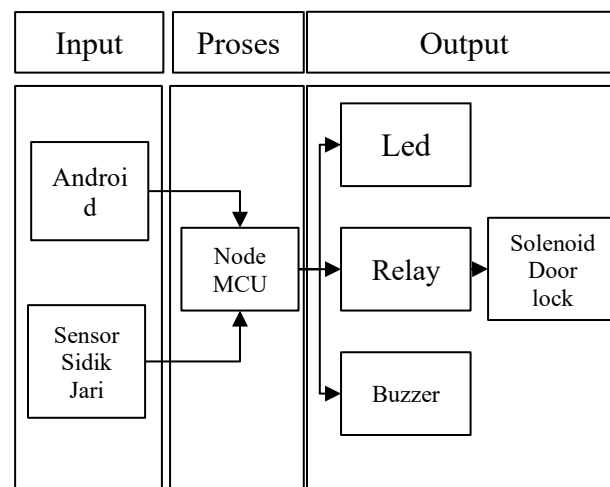 Input
Proses
Output
Androi
d
Sensor
Sidik
Jari
Node
MCU
Led
Relay
Buzzer
Solenoid
Door
lock